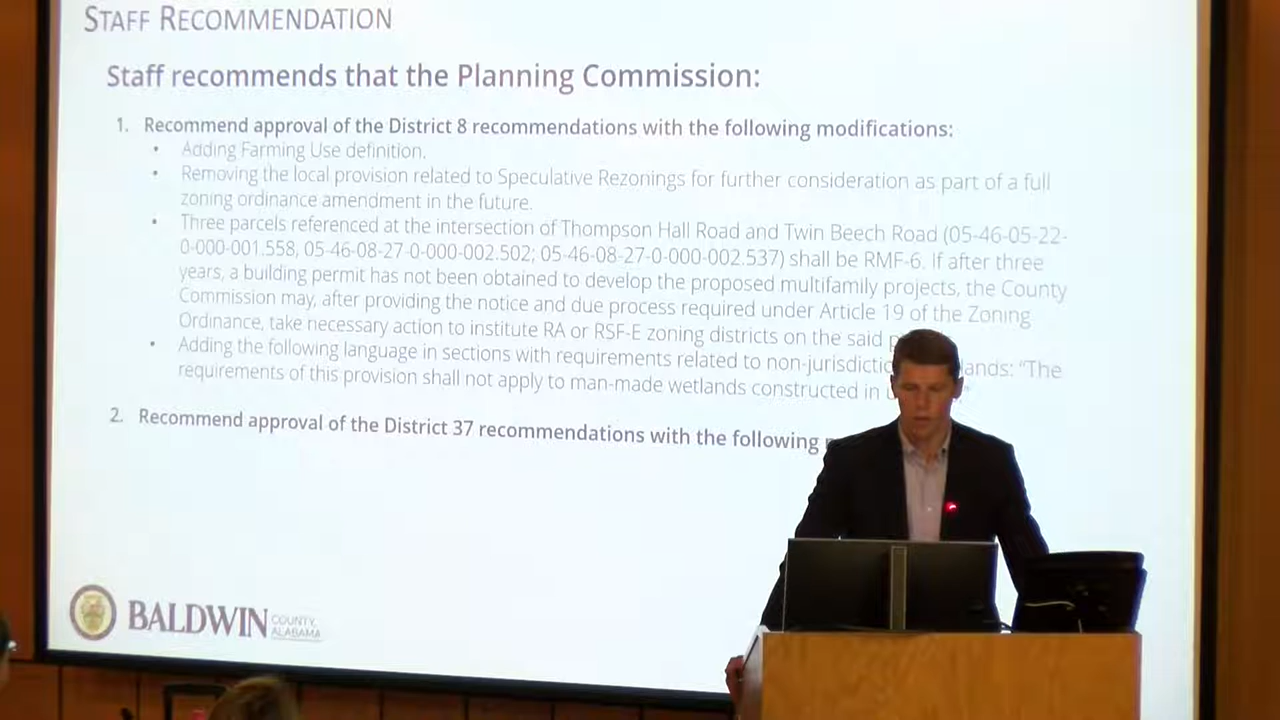 STAFF RECOMMENDATION
Staff recommends that the Planning Commission:
1. Recommend approval of the District 8 recommendations with the following modifications:
• Adding Farming Use definition.
• Removing the local provision related to Speculative Rezonings for further consideration as part of a full
zoning ordinance amendment in the future.
• Three parcels referenced at the intersection of Thompson Hall Road and Twin Beech Road (05-46-05-22-
0-000-001.558, 05-46-08-27-0-000-002.502; 05-46-08-27-0-000-002.537) shall be RMF-6. If after three
years, a building permit has not been obtained to develop the proposed multifamily projects, the County
Commission may, after providing the notice and due process required under Article 19 of the Zoning
Ordinance, take necessary action to institute RA or RSF-E zoning districts on the said
• Adding the following language in sections with requirements related to non-jurisdictio lands: "The
requirements of this provision shall not apply to man-made wetlands constructed in
2. Recommend approval of the District 37 recommendations with the following
BALDWIN
COUNTY,
ALABAMA